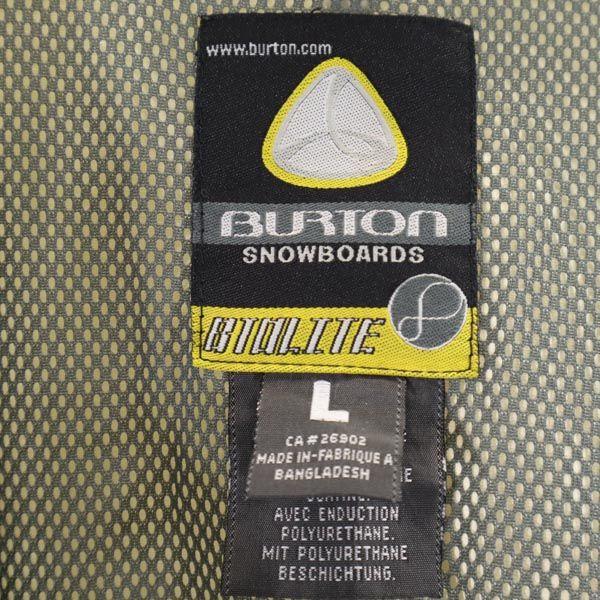 www.burton.com
BURTON
SNOWBOARDS
BIOLITE
L
CA # 26902
MADE IN-FABRIQUE A
BANGLADESH
AVEC ENDUCTION
POLYURETHANE.
MIT POLYURETHANE
BESCHICHTUNG.